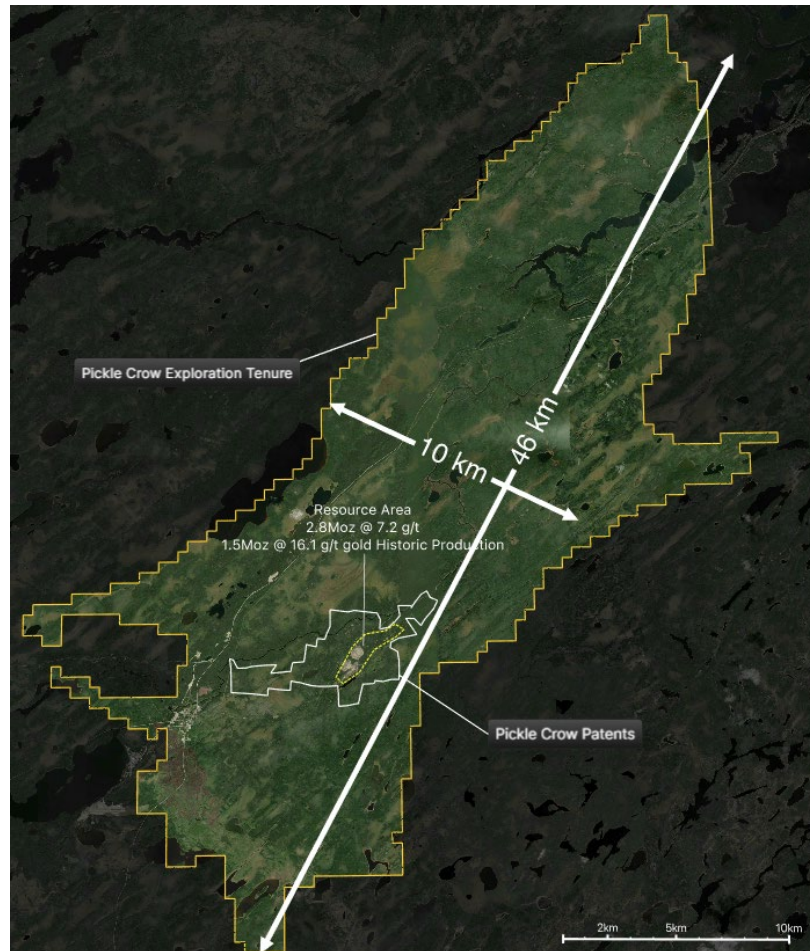 Pickle Crow Exploration Tenure
46 km
10 km
Resource Area
2.8Moz @ 7.2 g/t
1.5Moz @ 16.1 g/t gold Historic Production
Pickle Crow Patents
2km
5km
10km